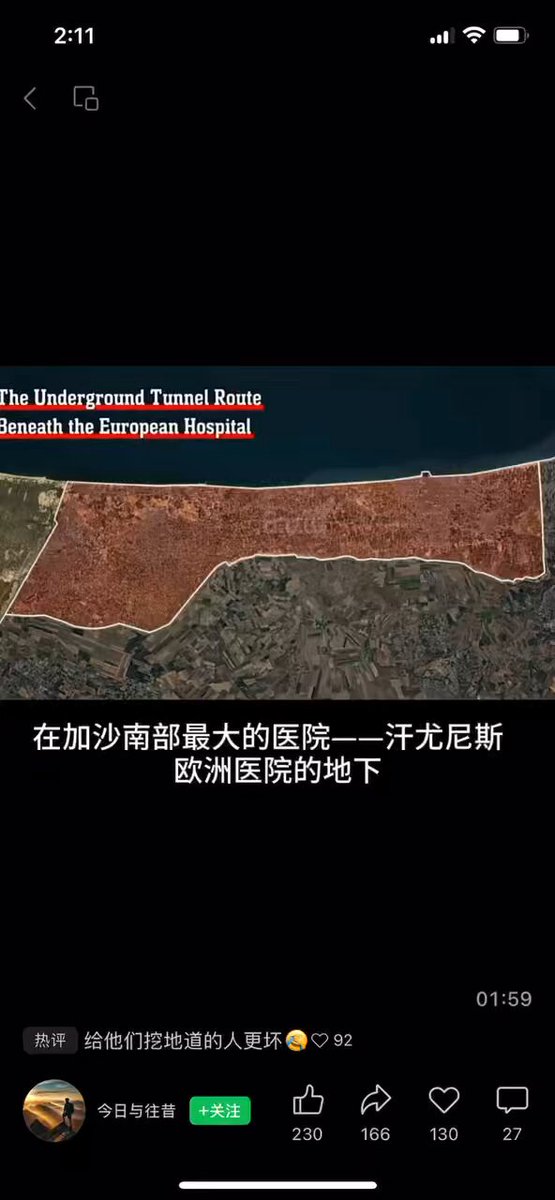 2:11
The Underground Tunnel Route
Beneath the European Hospital
在加沙南部最大的医院——汗尤尼斯
欧洲医院的地下
01:59
热评 给他们挖地道的人更坏 92
今日与往昔 +关注
230 166 130 27